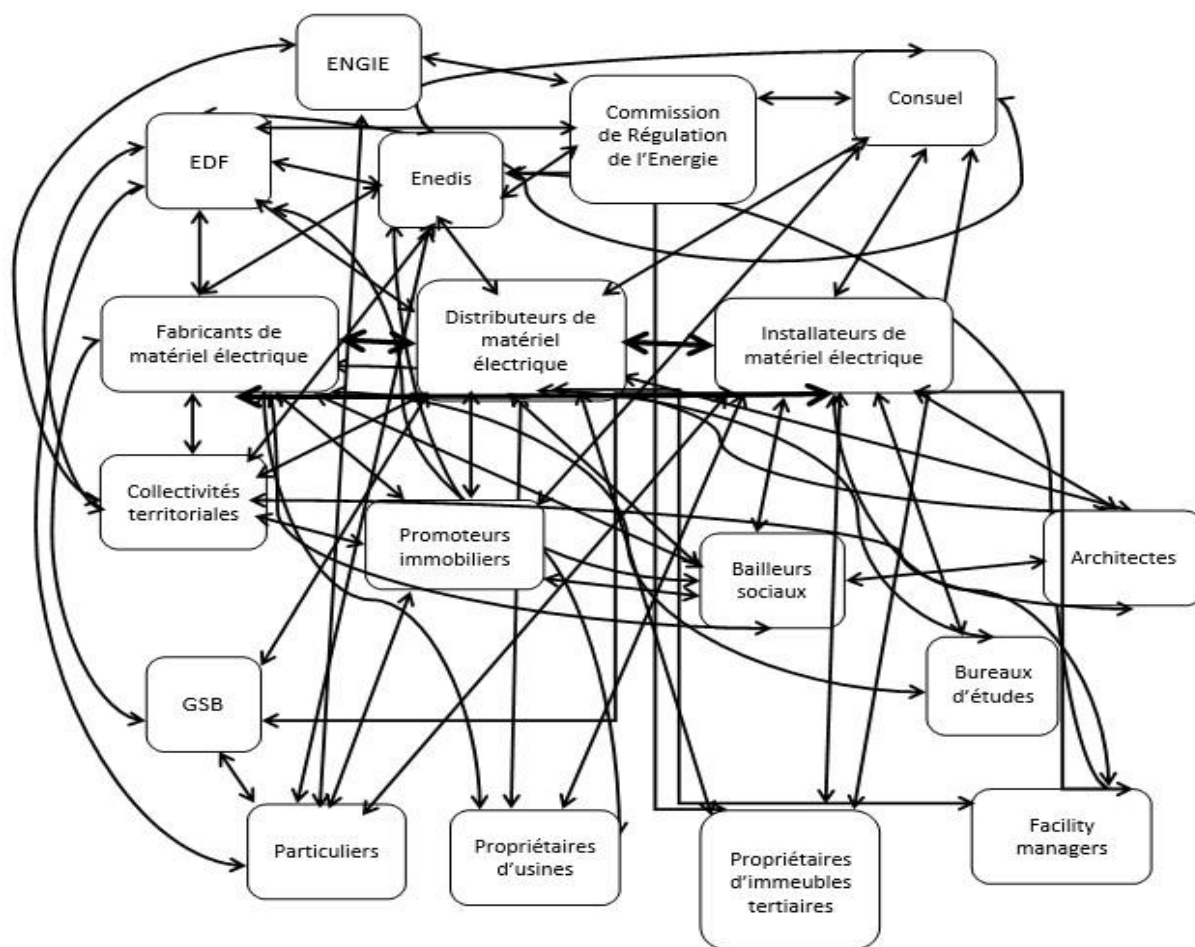 ENGIE
Commission
de Régulation
de l'Energie
Consuel
EDF
Enedis
Fabricants de
matériel électrique
Distributeurs de
matériel
électrique
Installateurs de
matériel électrique
Collectivités
territoriales
Promoteurs
immobiliers
Bailleurs
sociaux
Architectes
GSB
Bureaux
d'études
Particuliers
Propriétaires
d'usines
Propriétaires
d'immeubles
tertiaires
Facility
managers